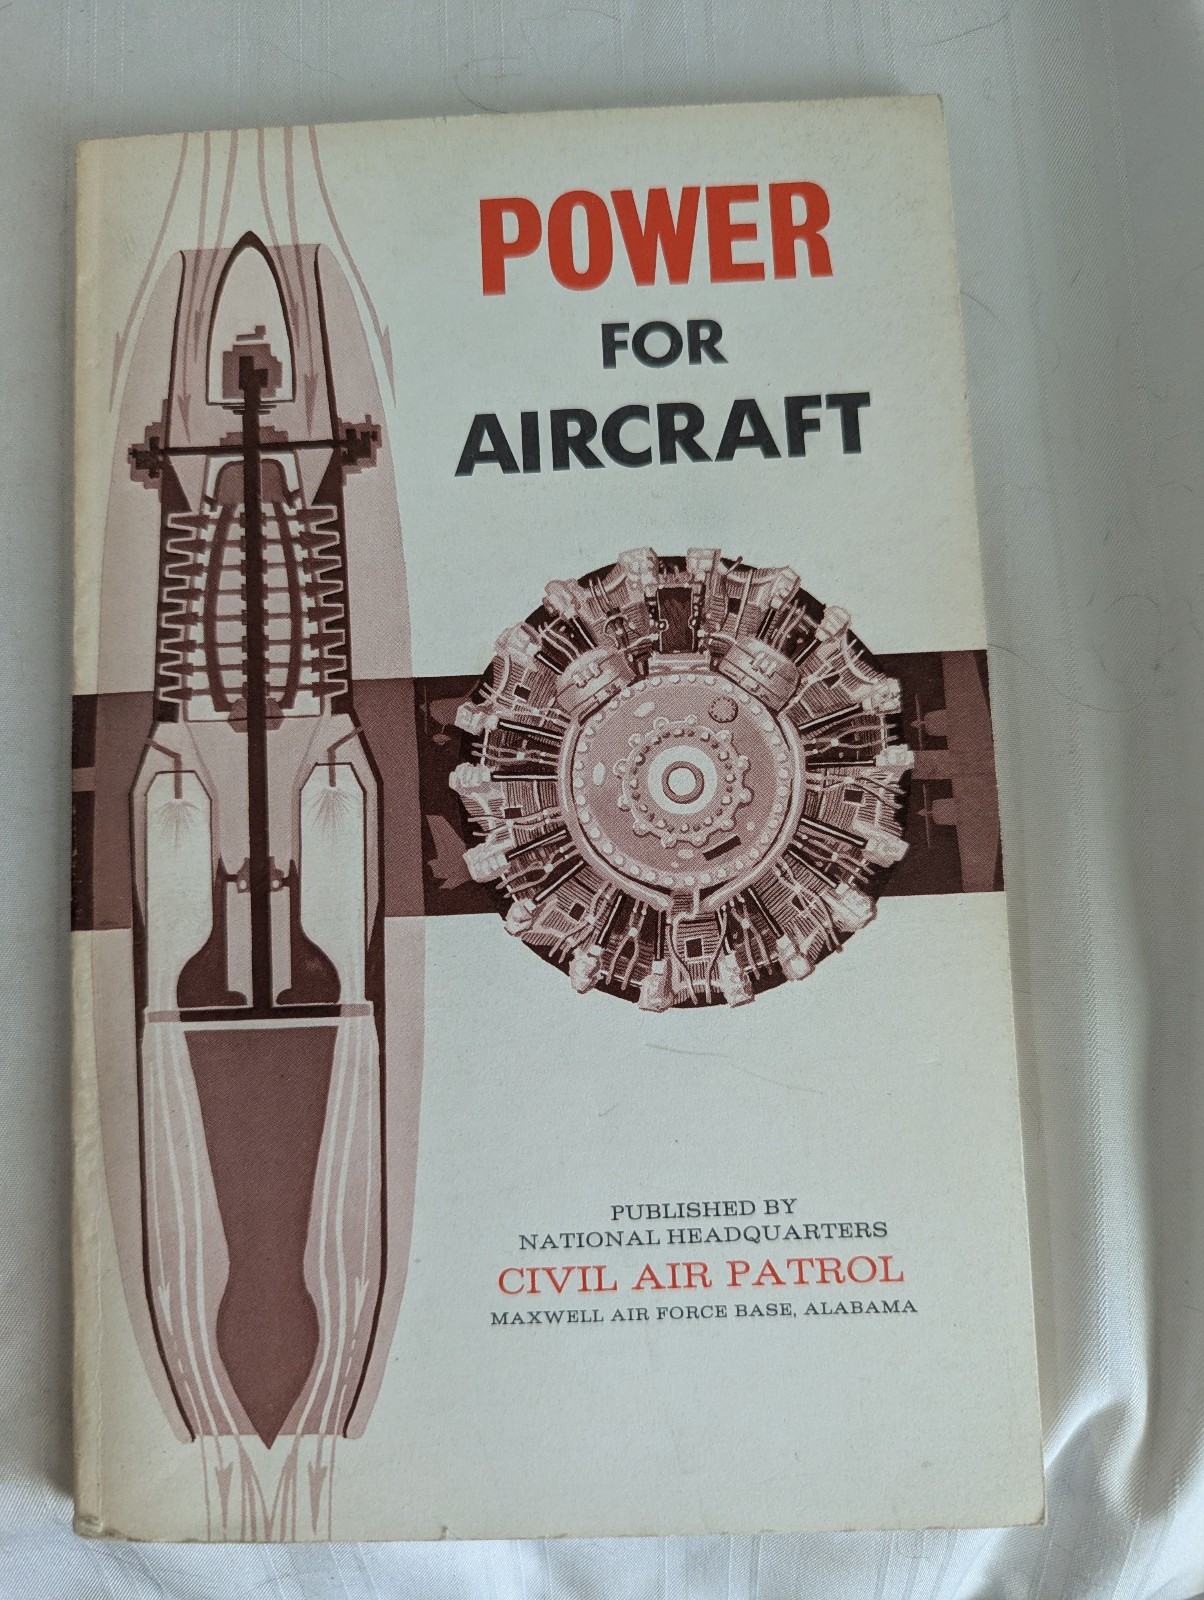 POWER
FOR
AIRCRAFT
PUBLISHED BY
NATIONAL HEADQUARTERS
CIVIL AIR PATROL
MAXWELL AIR FORCE BASE, ALABAMA